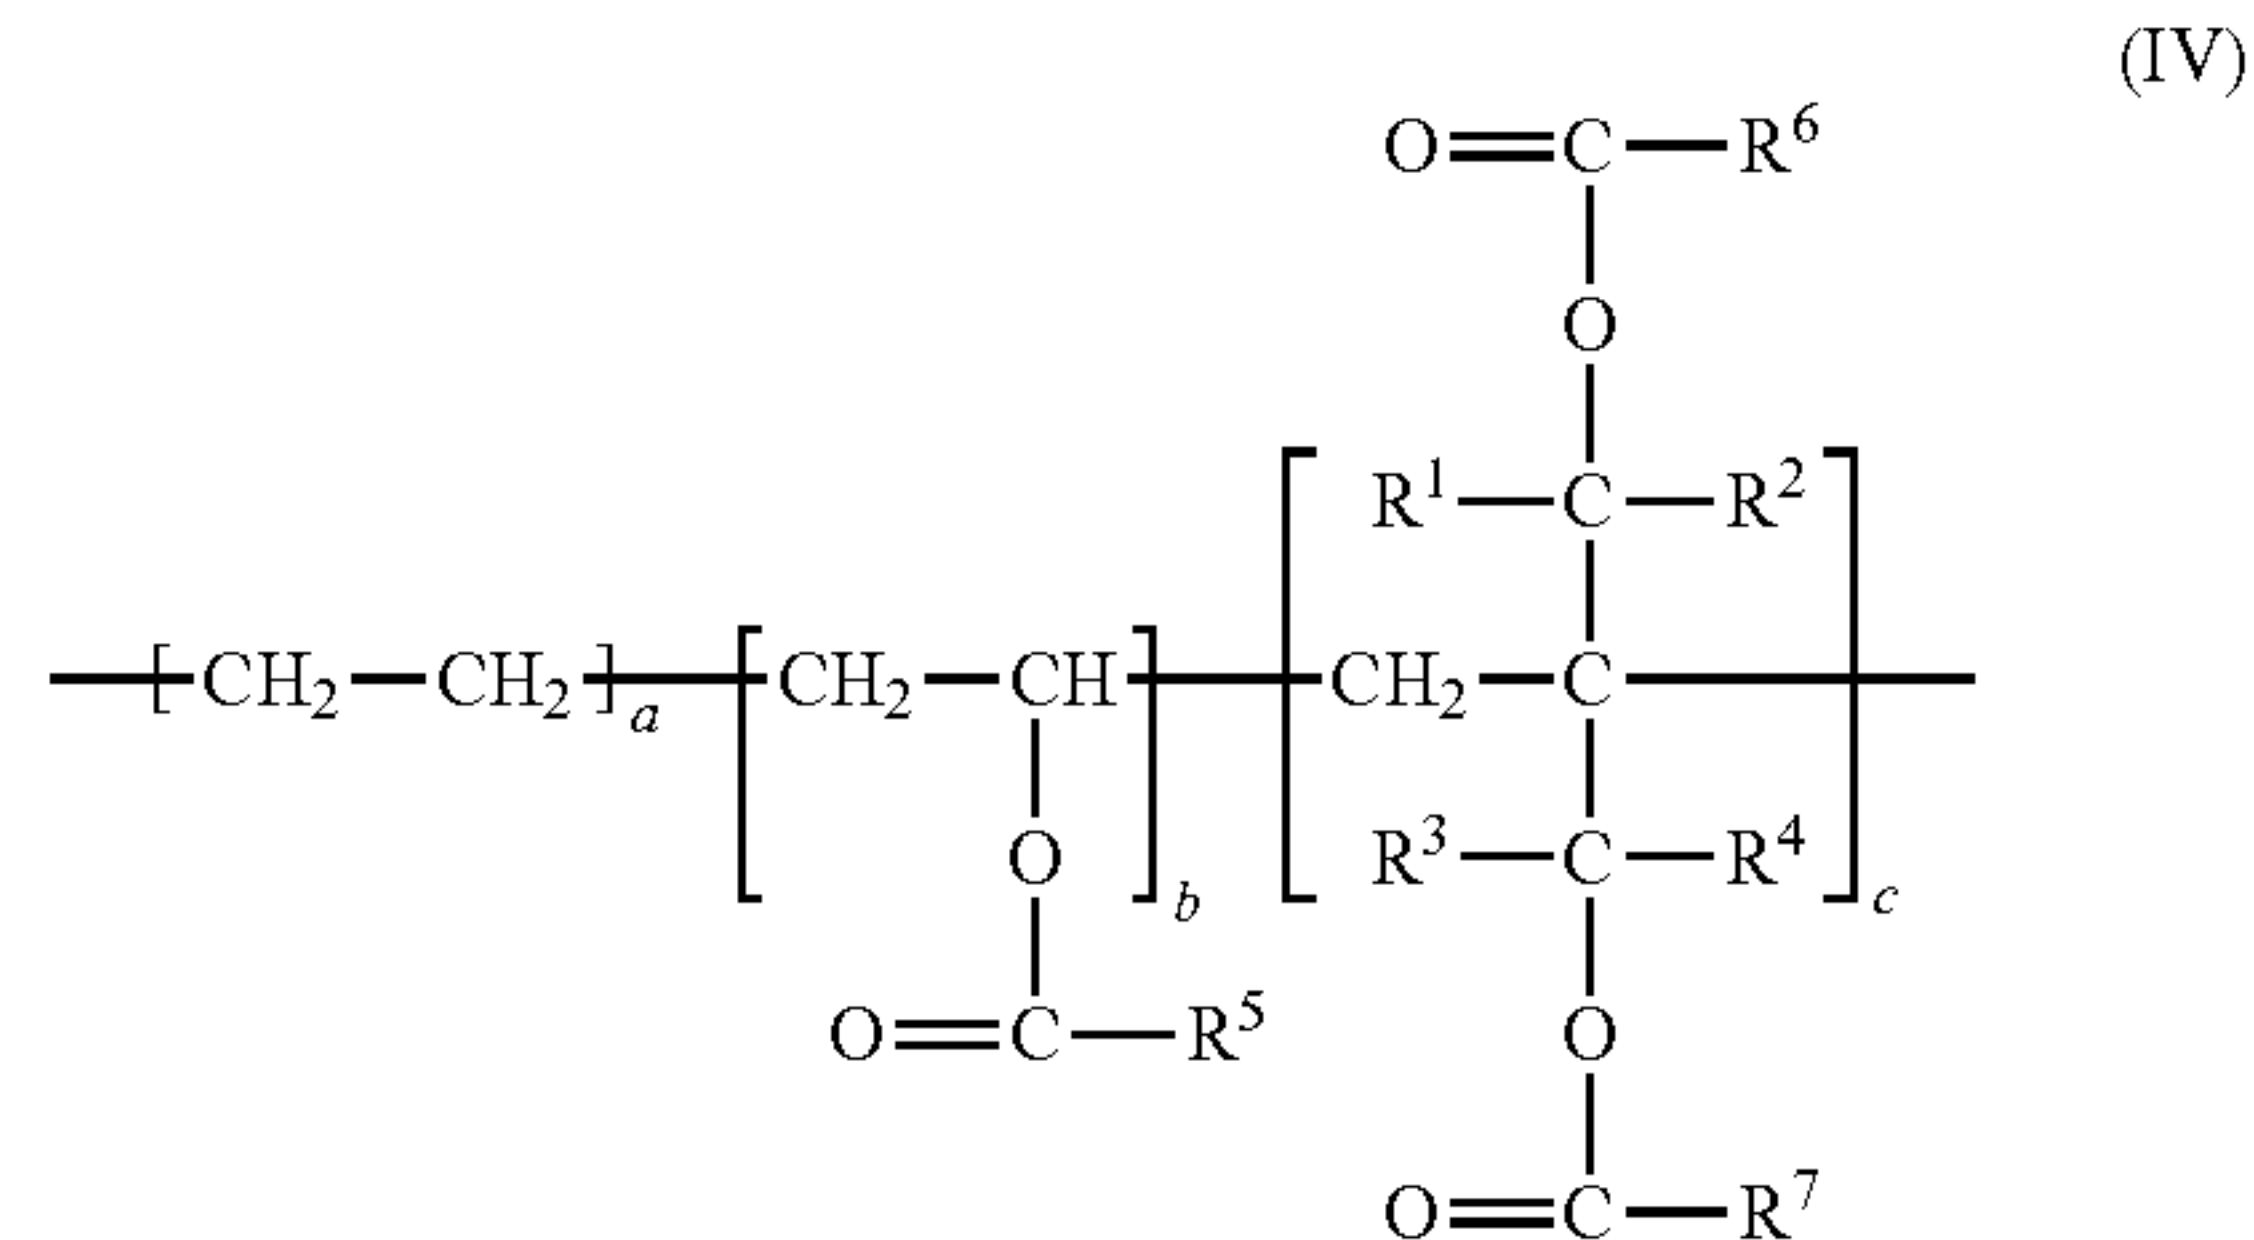 (IV)
O=C—R⁶
O
R¹—C—R²
—[CH₂—CH₂]a—[CH₂—CH]b—[CH₂—C]c—
O
R³—C—R⁴
O=C—R⁵
O
O=C—R⁷